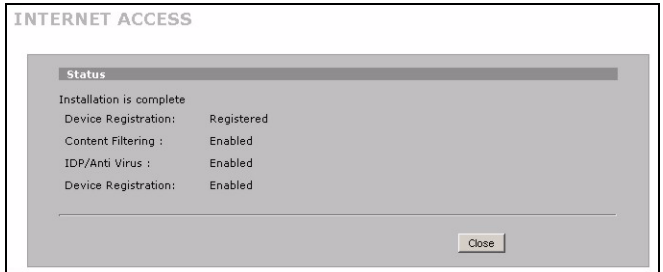 INTERNET ACCESS
Status
Installation is complete
Device Registration: Registered
Content Filtering : Enabled
IDP/Anti Virus : Enabled
Device Registration: Enabled
Close